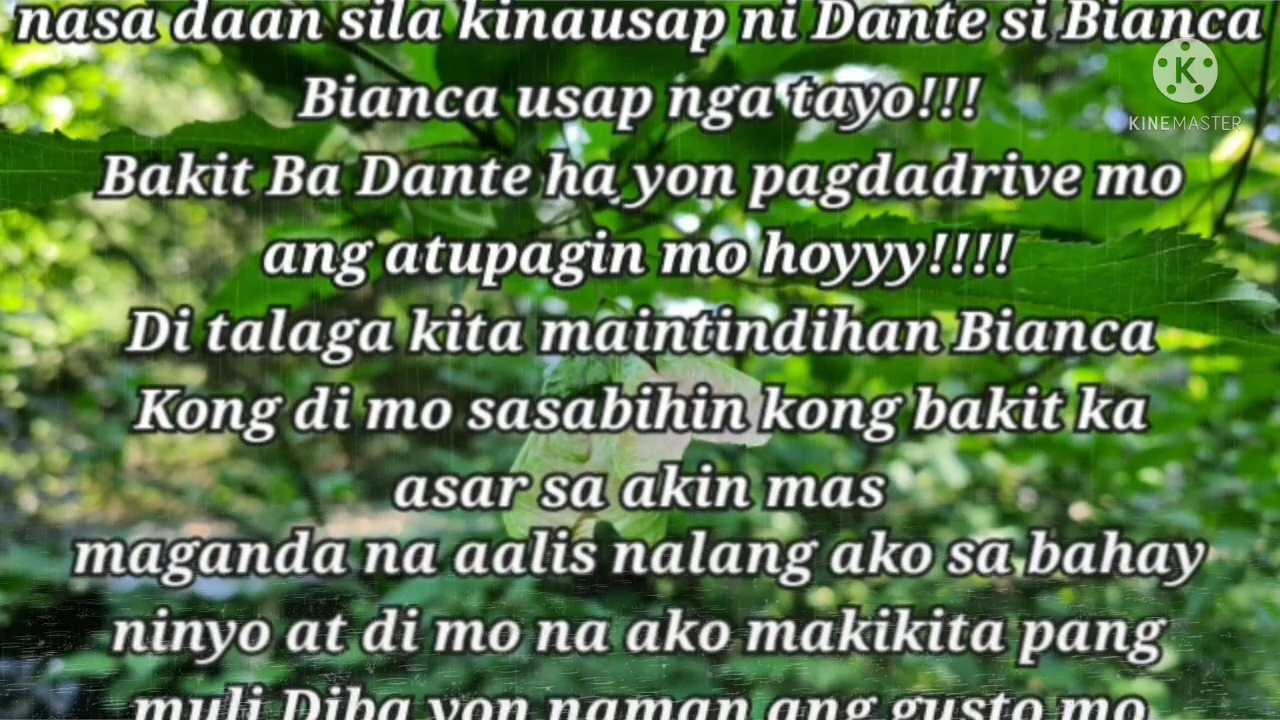 nasa daan sila kinausap ni Dante si Bianca
Bianca usap nga tayo!!!
Bakit Ba Dante ha yon pagdadrive mo
ang atupagin mo hoyyy!!!!
Di talaga kita maintindihan Bianca
Kong di mo sasabihin kong bakit ka
asar sa akin mas
maganda na aalis nalang ako sa bahay
ninyo at di mo na ako makikita pang
muli Diba yon naman ang gusto mo
K
KINEMASTER